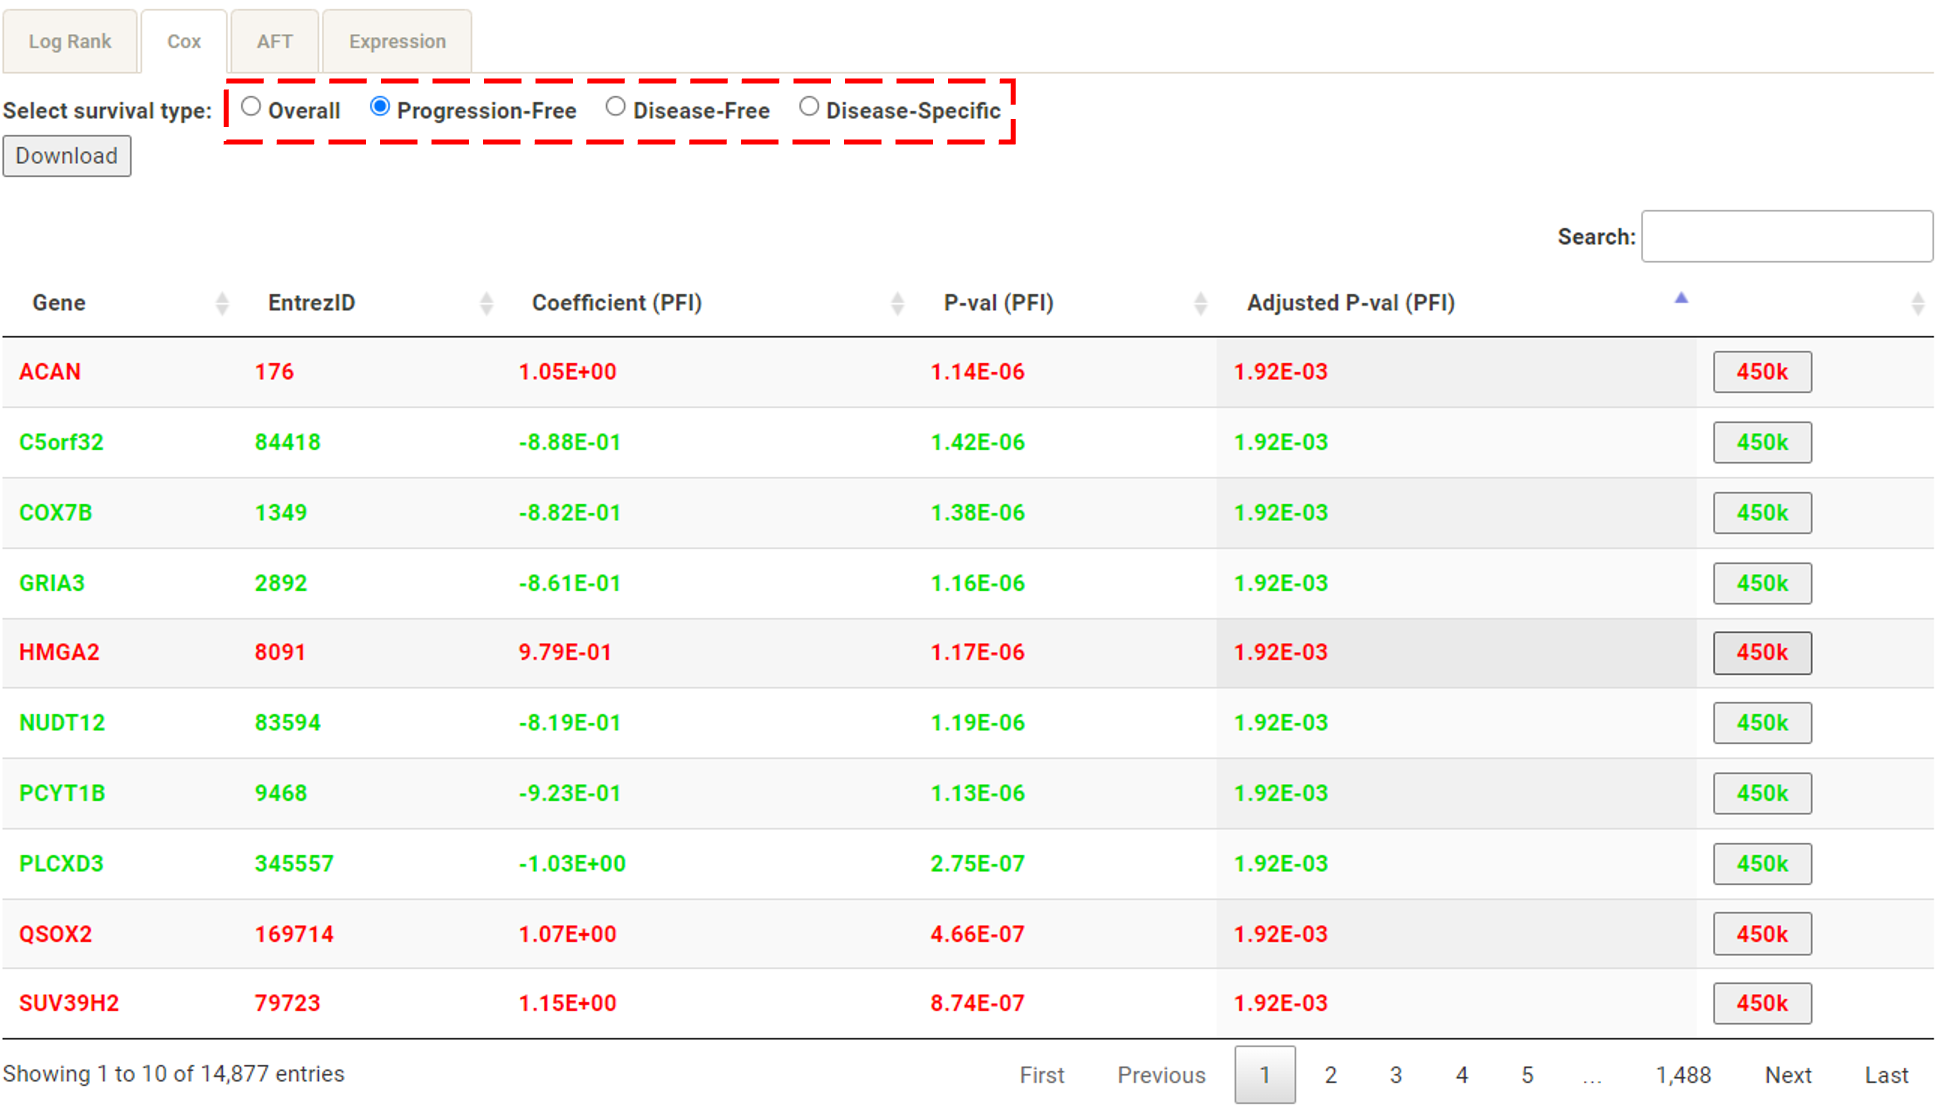 Log Rank Cox AFT Expression
Select survival type: Overall Progression-Free Disease-Free Disease-Specific
Download
Search:
Gene EntrezID Coefficient (PFI) P-val (PFI) Adjusted P-val (PFI)
ACAN 176 1.05E+00 1.14E-06 1.92E-03 450k
C5orf32 84418 -8.88E-01 1.42E-06 1.92E-03 450k
COX7B 1349 -8.82E-01 1.38E-06 1.92E-03 450k
GRIA3 2892 -8.61E-01 1.16E-06 1.92E-03 450k
HMGA2 8091 9.79E-01 1.17E-06 1.92E-03 450k
NUDT12 83594 -8.19E-01 1.19E-06 1.92E-03 450k
PCYT1B 9468 -9.23E-01 1.13E-06 1.92E-03 450k
PLCXD3 345557 -1.03E+00 2.75E-07 1.92E-03 450k
QSOX2 169714 1.07E+00 4.66E-07 1.92E-03 450k
SUV39H2 79723 1.15E+00 8.74E-07 1.92E-03 450k
Showing 1 to 10 of 14,877 entries First Previous 1 2 3 4 5 ... 1,488 Next Last